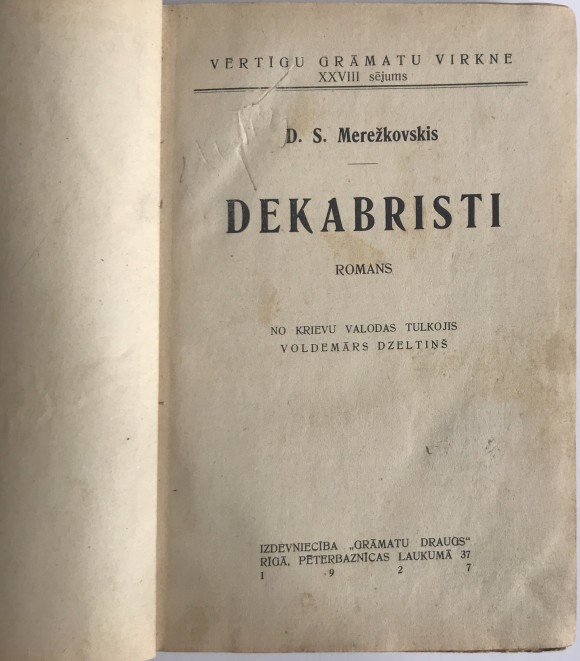 VERTĪGU GRĀMATU VIRKNE
XXVIII sējums
D. S. Merežkovskis
DEKABRISTI
ROMANS
NO KRIEVU VALODAS TULKOJIS
VOLDEMĀRS DZELTIŅŠ
IZDEVNIECĪBA „GRĀMATU DRAUGS“
RĪGĀ, PĒTERBAZNĪCAS LAUKUMĀ 37
1 9 2 7